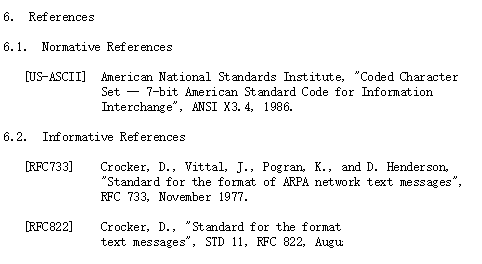 6. References
6.1. Normative References
[US-ASCII] American National Standards Institute, "Coded Character
Set — 7-bit American Standard Code for Information
Interchange", ANSI X3.4, 1986.
6.2. Informative References
[RFC733] Crocker, D., Vittal, J., Pogran, K., and D. Henderson,
"Standard for the format of ARPA network text messages",
RFC 733, November 1977.
[RFC822] Crocker, D., "Standard for the format
text messages", STD 11, RFC 822, Augu